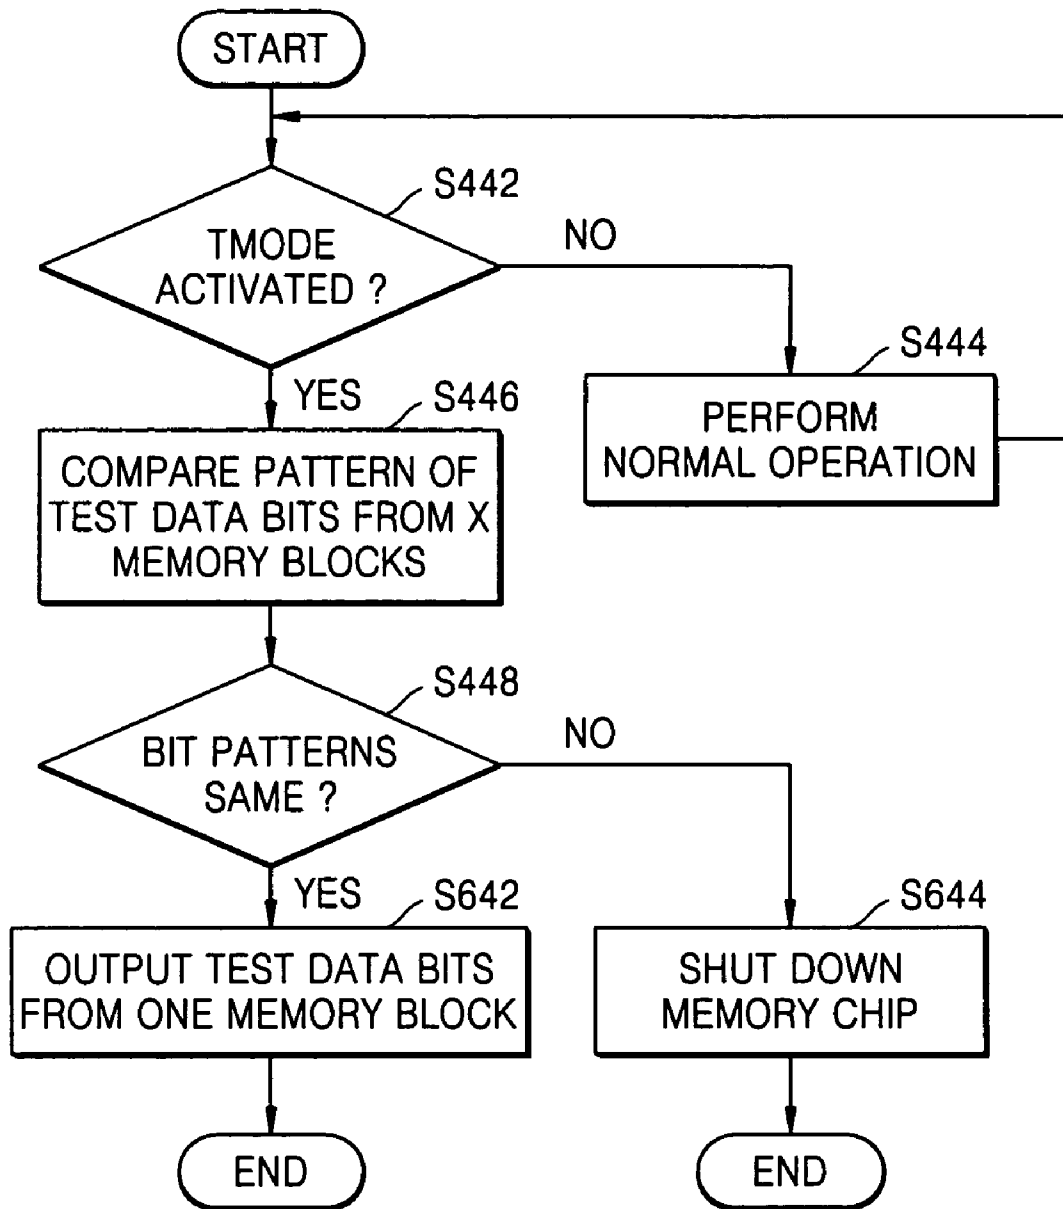 START
S442
TMODE
ACTIVATED ?
NO
YES
S444
PERFORM
NORMAL OPERATION
S446
COMPARE PATTERN OF
TEST DATA BITS FROM X
MEMORY BLOCKS
S448
BIT PATTERNS
SAME ?
NO
YES
S642
OUTPUT TEST DATA BITS
FROM ONE MEMORY BLOCK
S644
SHUT DOWN
MEMORY CHIP
END
END